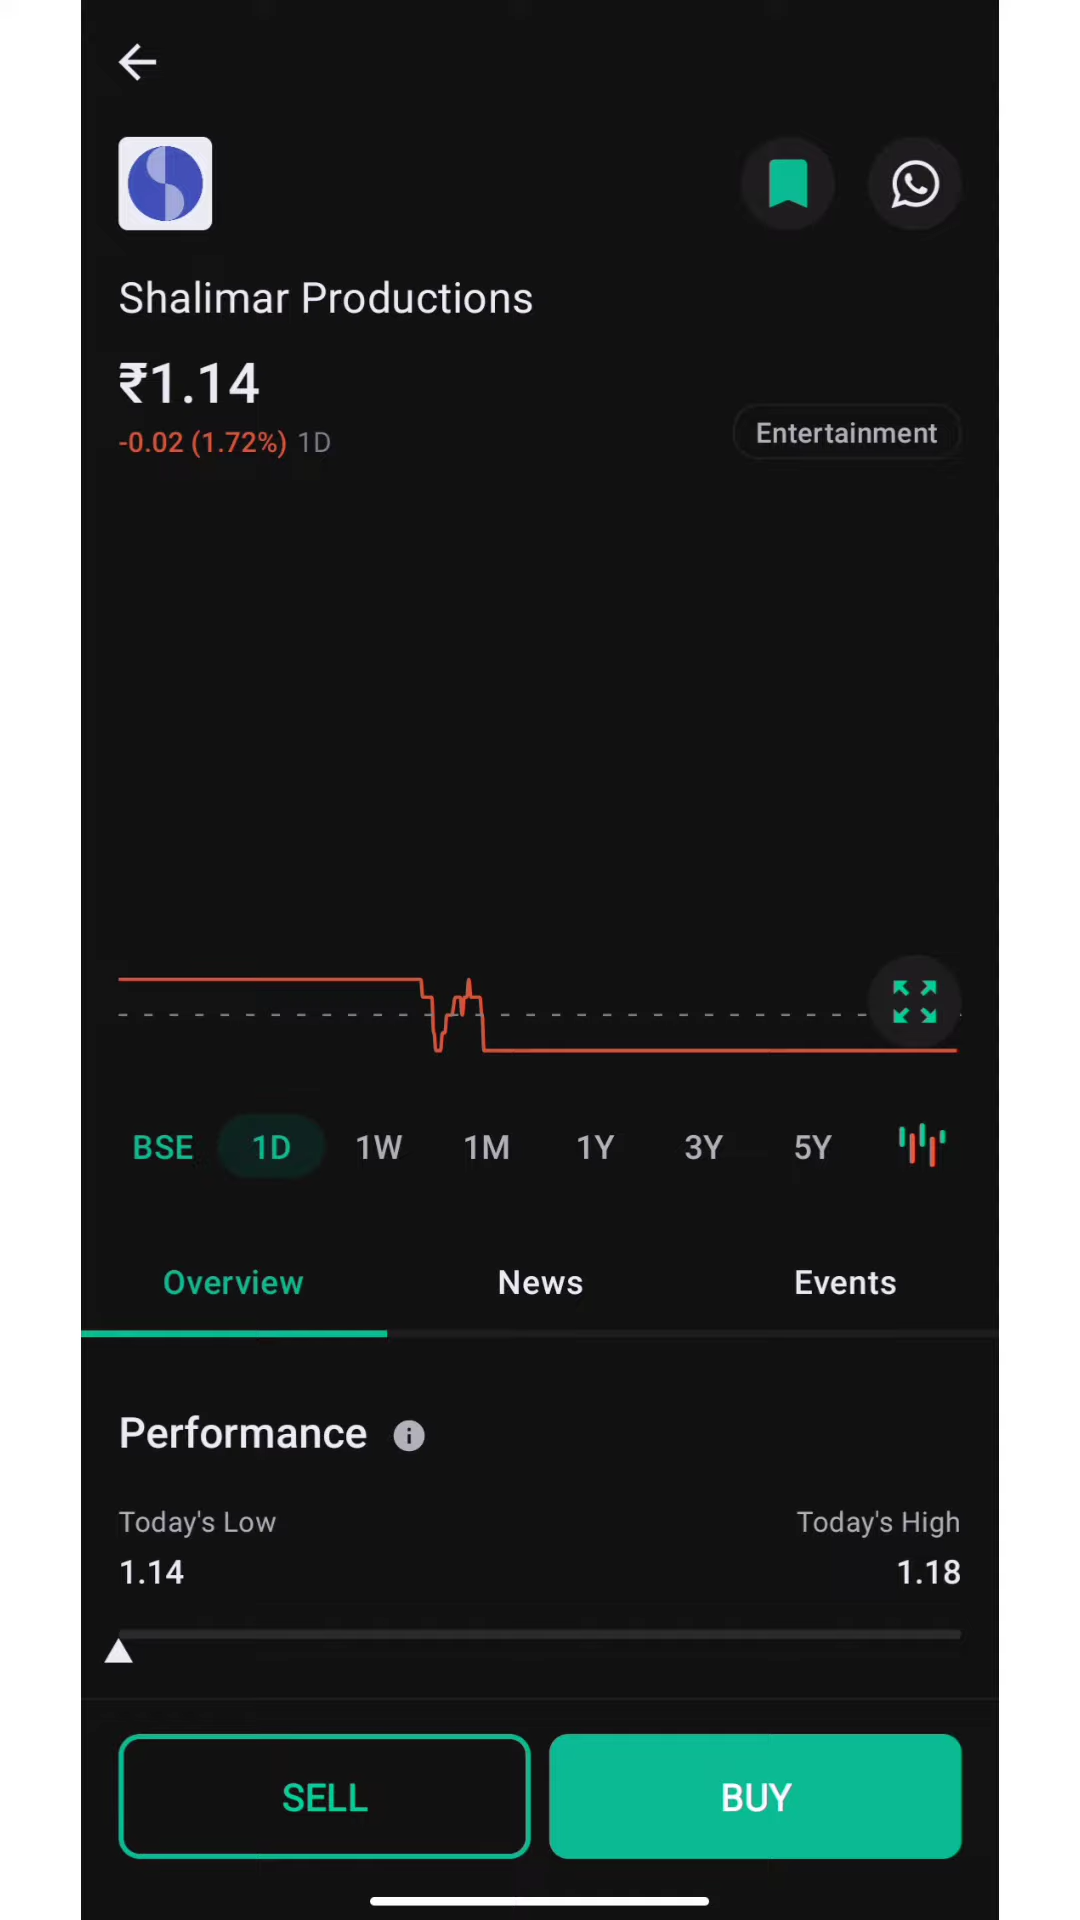 Shalimar Productions
₹1.14
-0.02 (1.72%) 1D
Entertainment
BSE 1D 1W 1M 1Y 3Y 5Y
Overview News Events
Performance
Today's Low Today's High
1.14 1.18
SELL BUY